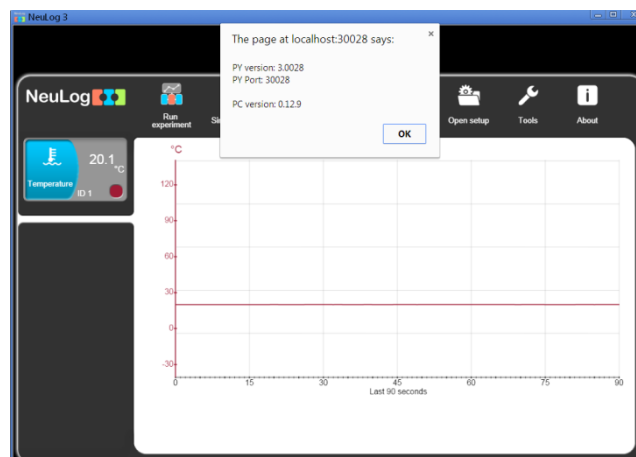 NeuLog 3
The page at localhost:30028 says:
PY version: 3.0028
PY Port: 30028
PC version: 0.12.9
OK
NeuLog
Run
experiment
Open setup
Tools
About
20.1
°C
Temperature
ID 1
°C
120
90
60
30
0
-30
0 15 30 45 60 75 90
Last 90 seconds